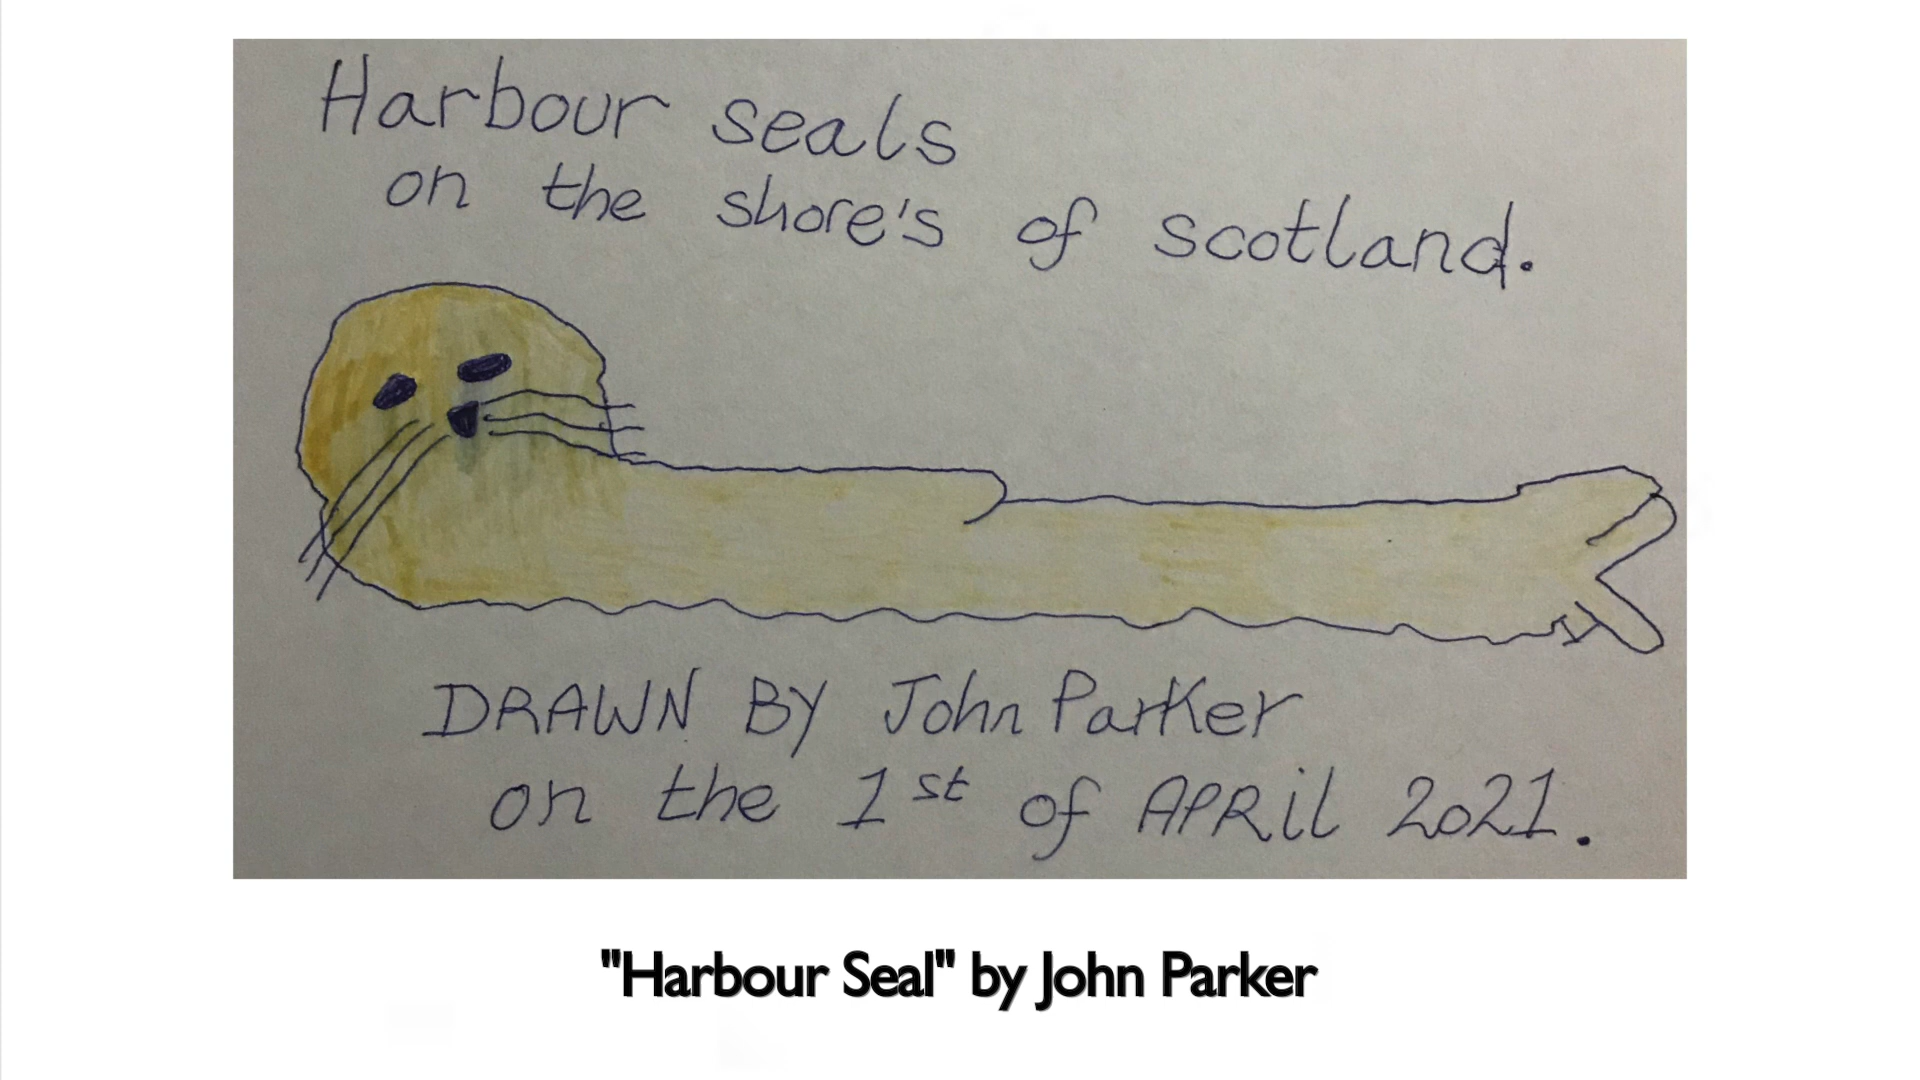 Harbour seals
on the shore's of scotland.
DRAWN BY John Parker
on the 1st of APRil 2021.
"Harbour Seal" by John Parker